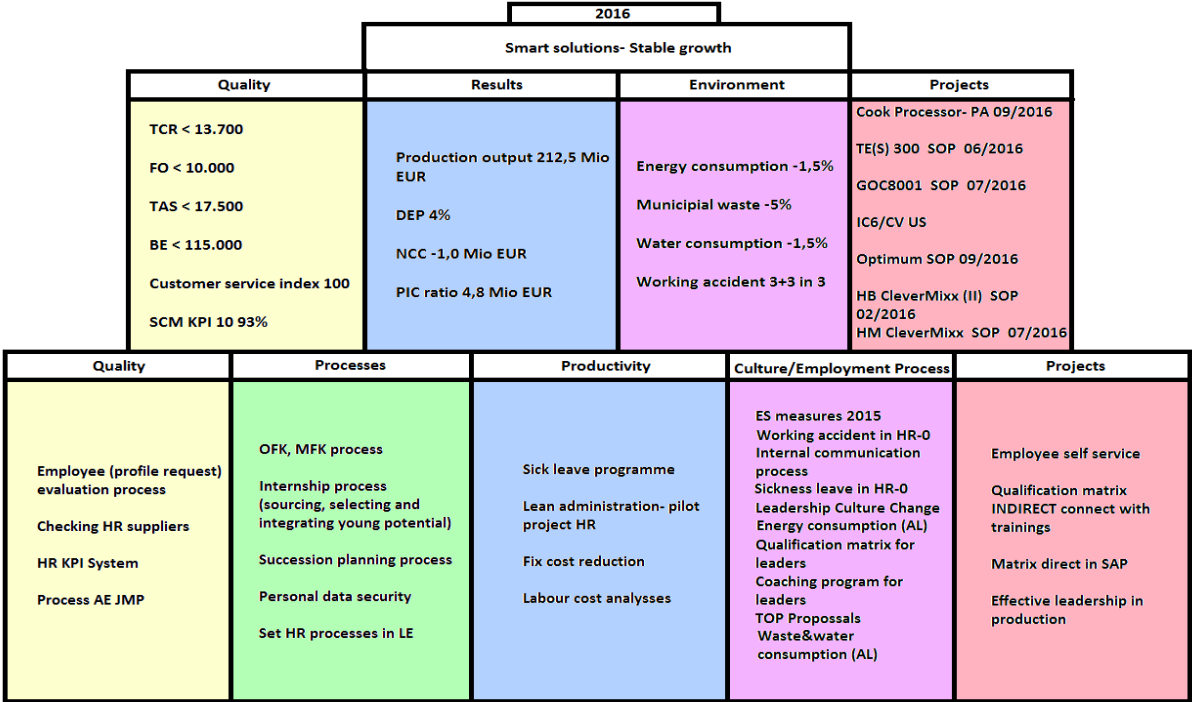 2016
Smart solutions- Stable growth
Quality
TCR < 13.700
FO < 10.000
TAS < 17.500
BE < 115.000
Customer service index 100
SCM KPI 10 93%
Results
Production output 212,5 Mio
EUR
DEP 4%
NCC -1,0 Mio EUR
PIC ratio 4,8 Mio EUR
Environment
Energy consumption -1,5%
Municipial waste -5%
Water consumption -1,5%
Working accident 3+3 in 3
Projects
Cook Processor- PA 09/2016
TE(S) 300 SOP 06/2016
GOC8001 SOP 07/2016
IC6/CV US
Optimum SOP 09/2016
HB CleverMixx (II) SOP
02/2016
HM CleverMixx SOP 07/2016
Quality
Employee (profile request)
evaluation process
Checking HR suppliers
HR KPI System
Process AE JMP
Processes
OFK, MFK process
Internship process
(sourcing, selecting and
integrating young potential)
Succession planning process
Personal data security
Set HR processes in LE
Productivity
Sick leave programme
Lean administration- pilot
project HR
Fix cost reduction
Labour cost analysses
Culture/Employment Process
ES measures 2015
Working accident in HR-0
Internal communication
process
Sickness leave in HR-0
Leadership Culture Change
Energy consumption (AL)
Qualification matrix for
leaders
Coaching program for
leaders
TOP Propossals
Waste&water
consumption (AL)
Projects
Employee self service
Qualification matrix
INDIRECT connect with
trainings
Matrix direct in SAP
Effective leadership in
production